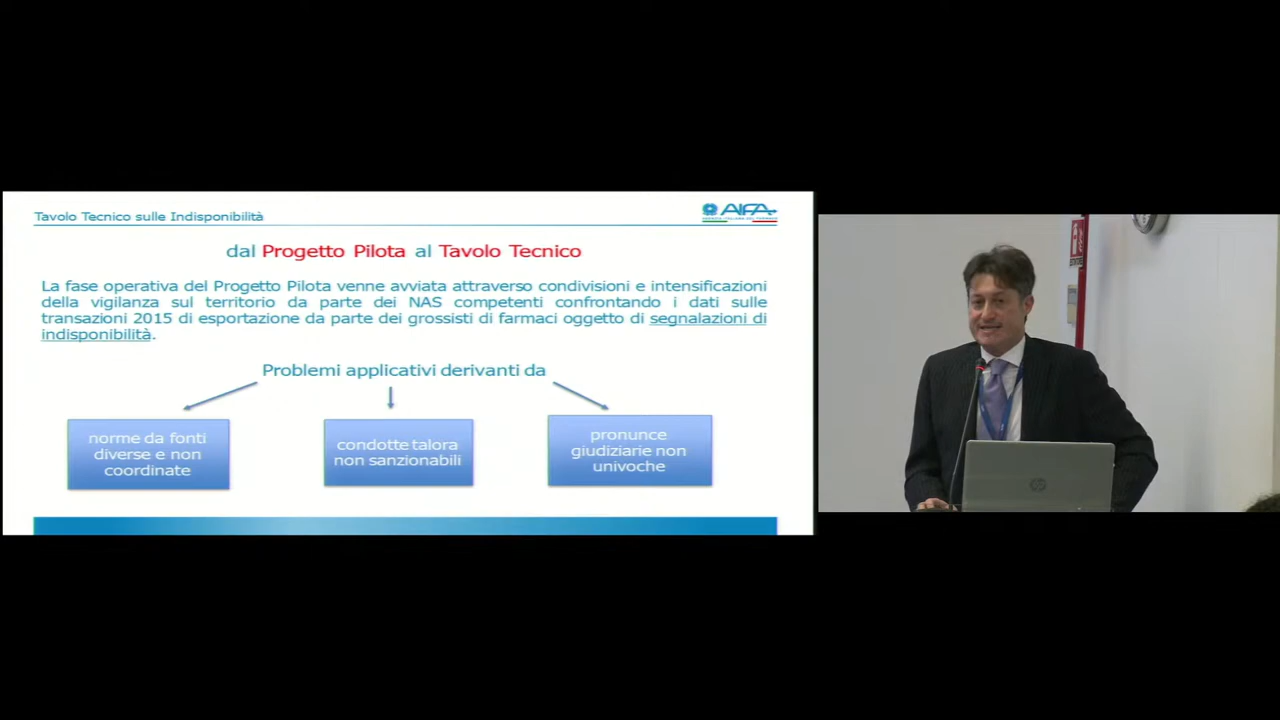 Tavolo Tecnico sulle Indisponibilità
AIFA
dal Progetto Pilota al Tavolo Tecnico
La fase operativa del Progetto Pilota venne avviata attraverso condivisioni e intensificazioni
della vigilanza sul territorio da parte dei NAS competenti confrontando i dati sulle
transazioni 2015 di esportazione da parte dei grossisti di farmaci oggetto di segnalazioni di
indisponibilità.
Problemi applicativi derivanti da
norme da fonti
diverse e non
coordinate
condotte talora
non sanzionabili
pronunce
giudiziarie non
univoche